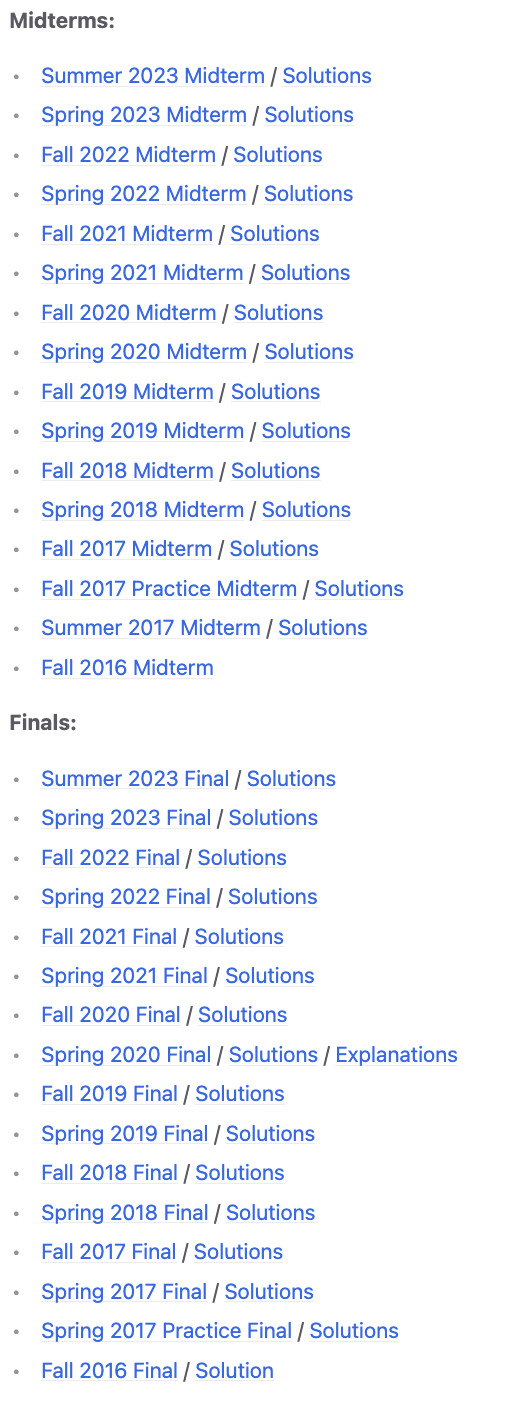 Midterms:
Summer 2023 Midterm / Solutions
Spring 2023 Midterm / Solutions
Fall 2022 Midterm / Solutions
Spring 2022 Midterm / Solutions
Fall 2021 Midterm / Solutions
Spring 2021 Midterm / Solutions
Fall 2020 Midterm / Solutions
Spring 2020 Midterm / Solutions
Fall 2019 Midterm / Solutions
Spring 2019 Midterm / Solutions
Fall 2018 Midterm / Solutions
Spring 2018 Midterm / Solutions
Fall 2017 Midterm / Solutions
Fall 2017 Practice Midterm / Solutions
Summer 2017 Midterm / Solutions
Fall 2016 Midterm
Finals:
Summer 2023 Final / Solutions
Spring 2023 Final / Solutions
Fall 2022 Final / Solutions
Spring 2022 Final / Solutions
Fall 2021 Final / Solutions
Spring 2021 Final / Solutions
Fall 2020 Final / Solutions
Spring 2020 Final / Solutions / Explanations
Fall 2019 Final / Solutions
Spring 2019 Final / Solutions
Fall 2018 Final / Solutions
Spring 2018 Final / Solutions
Fall 2017 Final / Solutions
Spring 2017 Final / Solutions
Spring 2017 Practice Final / Solutions
Fall 2016 Final / Solution